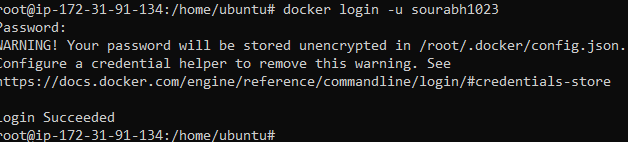 root@ip-172-31-91-134:/home/ubuntu# docker login -u sourabh1023
Password:
WARNING! Your password will be stored unencrypted in /root/.docker/config.json.
Configure a credential helper to remove this warning. See
https://docs.docker.com/engine/reference/commandline/login/#credentials-store
Login Succeeded
root@ip-172-31-91-134:/home/ubuntu#